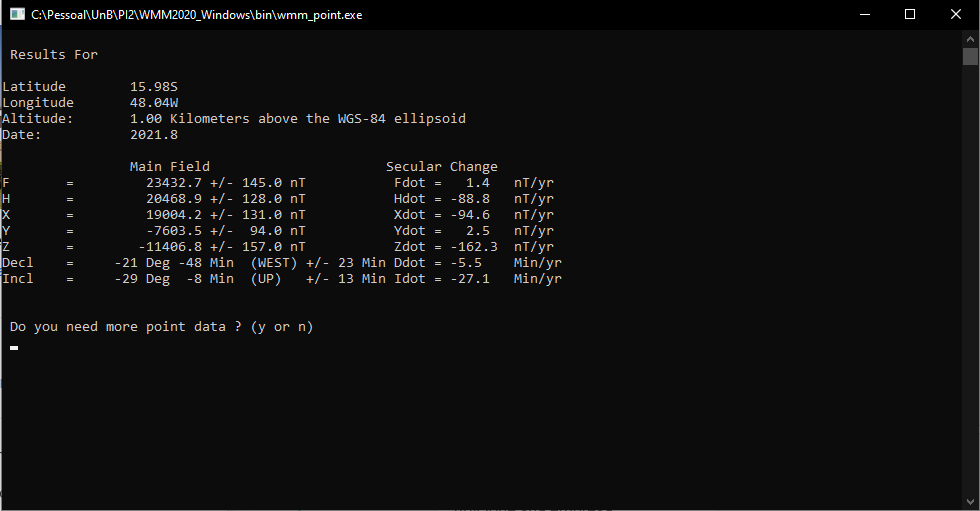 C:\Pessoal\UnB\PI2\WMM2020_Windows\bin\wmm_point.exe
Results For
Latitude 15.98S
Longitude 48.04W
Altitude: 1.00 Kilometers above the WGS-84 ellipsoid
Date: 2021.8
Main Field Secular Change
F = 23432.7 +/- 145.0 nT Fdot = 1.4 nT/yr
H = 20468.9 +/- 128.0 nT Hdot = -88.8 nT/yr
X = 19004.2 +/- 131.0 nT Xdot = -94.6 nT/yr
Y = -7603.5 +/- 94.0 nT Ydot = 2.5 nT/yr
Z = -11406.8 +/- 157.0 nT Zdot = -162.3 nT/yr
Decl = -21 Deg -48 Min (WEST) +/- 23 Min Ddot = -5.5 Min/yr
Incl = -29 Deg -8 Min (UP) +/- 13 Min Idot = -27.1 Min/yr
Do you need more point data ? (y or n)